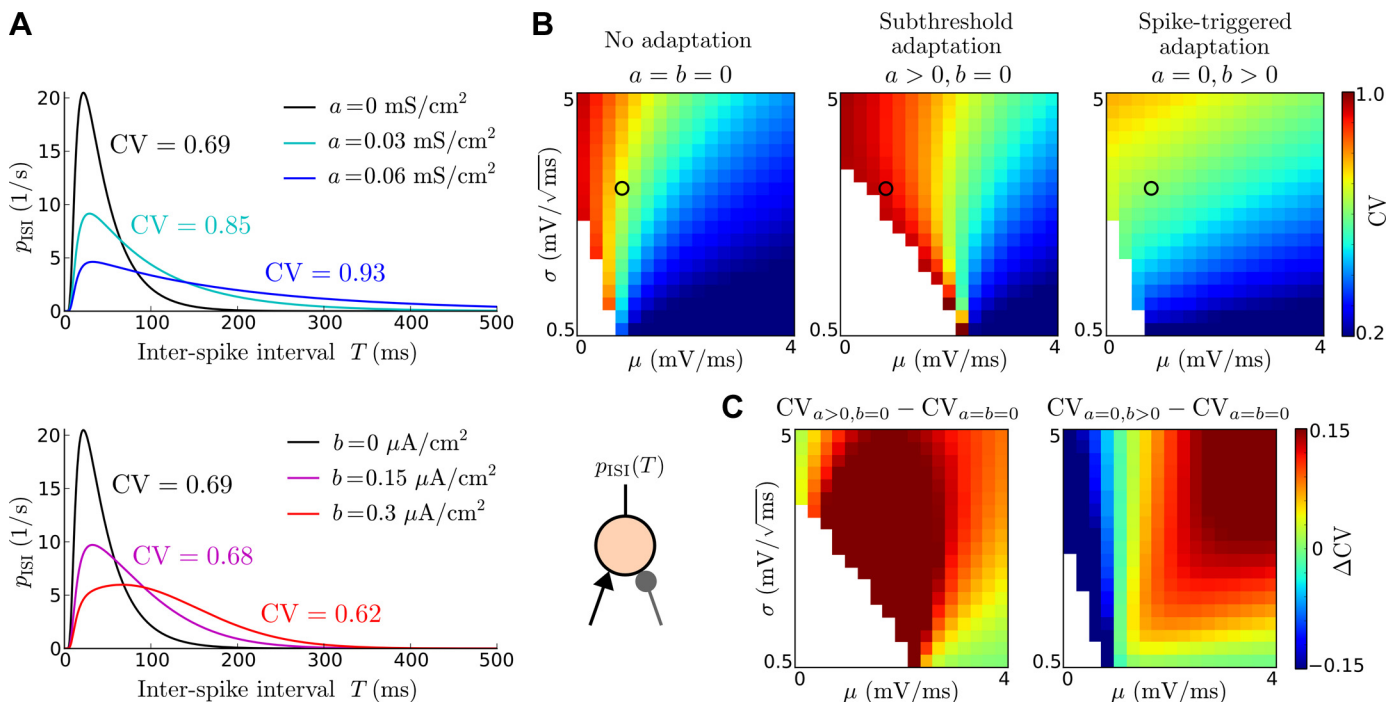 A
20
15
10
5
0
p_ISI (1/s)
a=0 mS/cm²
a=0.03 mS/cm²
a=0.06 mS/cm²
CV = 0.69
CV = 0.85
CV = 0.93
0 100 200 300 400 500
Inter-spike interval T (ms)
20
15
10
5
0
p_ISI (1/s)
b=0 μA/cm²
b=0.15 μA/cm²
b=0.3 μA/cm²
CV = 0.69
CV = 0.68
CV = 0.62
0 100 200 300 400 500
Inter-spike interval T (ms)
p_ISI(T)
B
No adaptation
a = b = 0
Subthreshold
adaptation
a > 0, b = 0
Spike-triggered
adaptation
a = 0, b > 0
5
σ (mV/√ms)
0.5
0 μ (mV/ms) 4
5
0.5
0 μ (mV/ms) 4
5
0.5
0 μ (mV/ms) 4
1.0
CV
0.2
C
CV_a>0,b=0 − CV_a=b=0
CV_a=0,b>0 − CV_a=b=0
5
σ (mV/√ms)
0.5
0 μ (mV/ms) 4
5
0.5
0 μ (mV/ms) 4
0.15
0
−0.15
ΔCV